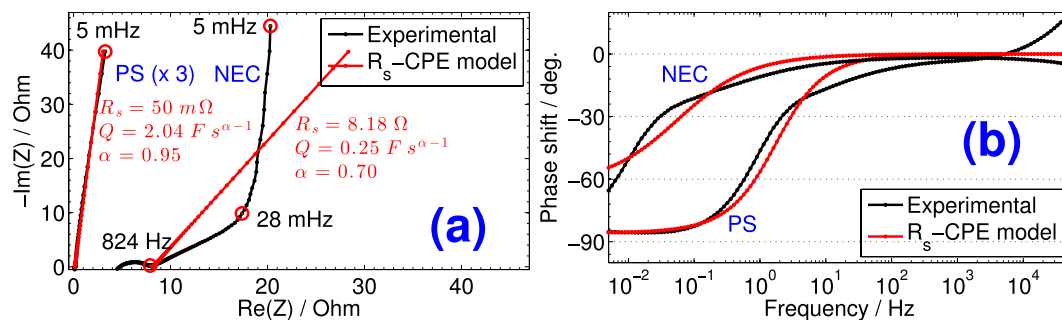 40
30
20
10
0
0
10
20
30
40
−Im(Z) / Ohm
Re(Z) / Ohm
5 mHz
PS (x 3)
NEC
5 mHz
Experimental
Rs−CPE model
Rs = 50 mΩ
Q = 2.04 F s^{α−1}
α = 0.95
Rs = 8.18 Ω
Q = 0.25 F s^{α−1}
α = 0.70
824 Hz
28 mHz
(a)
0
−30
−60
−90
10^{−2}
10^{−1}
10^{0}
10^{1}
10^{2}
10^{3}
10^{4}
Phase shift / deg.
Frequency / Hz
NEC
PS
(b)
Experimental
Rs−CPE model